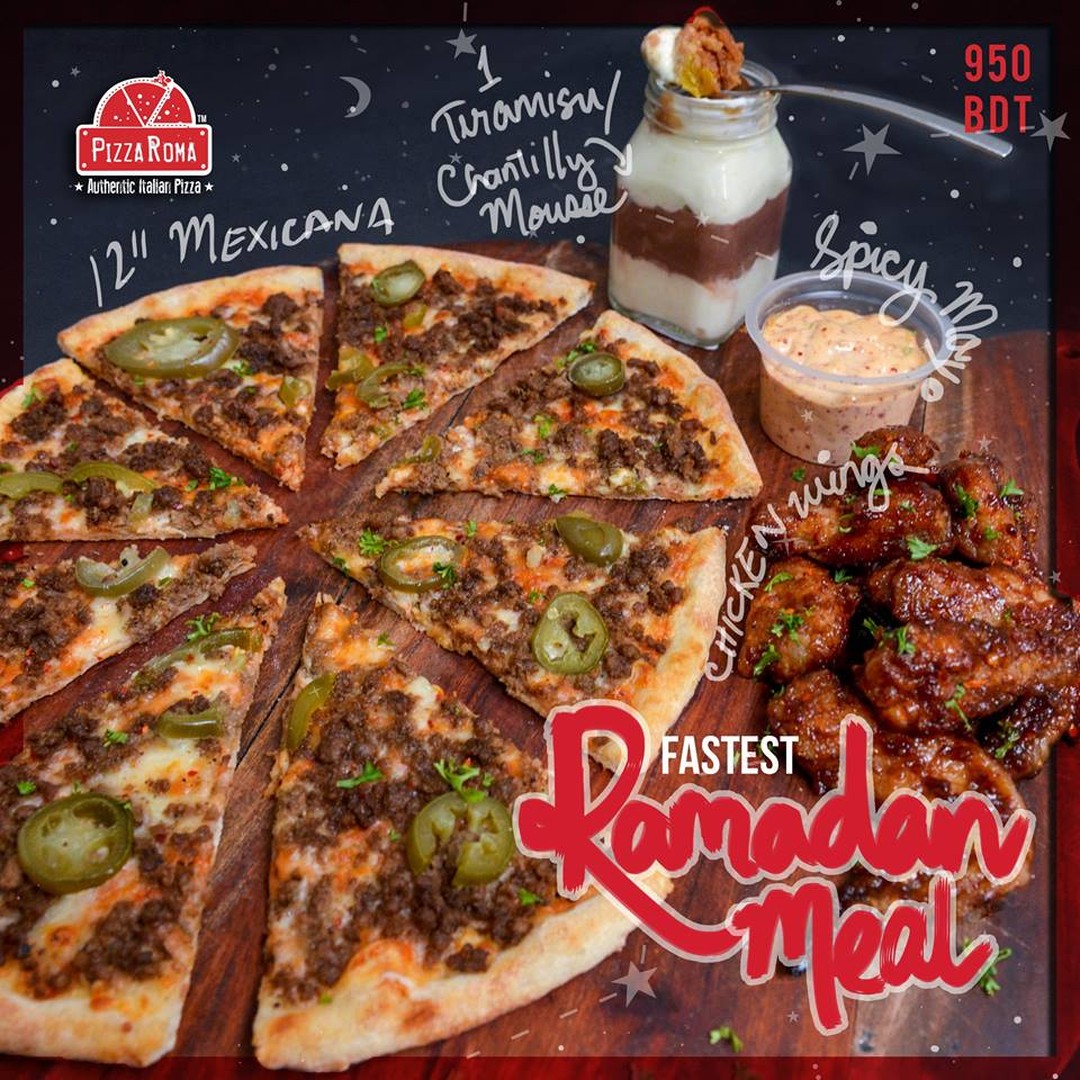 950
BDT
PIZZA ROMA
TM
★ Authentic Italian Pizza ★
1
Tiramisu/
Chantilly
Mousse
12" MEXICANA
Spicy Mayo
CHICKEN wings
FASTEST
Ramadan
Meal